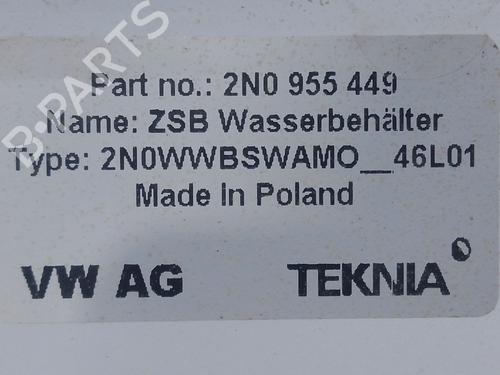 B-PARTS
Part no.: 2N0 955 449
Name: ZSB Wasserbehälter
Type: 2N0WWBSWAMO__46L01
Made In Poland
VW AG TEKNIA